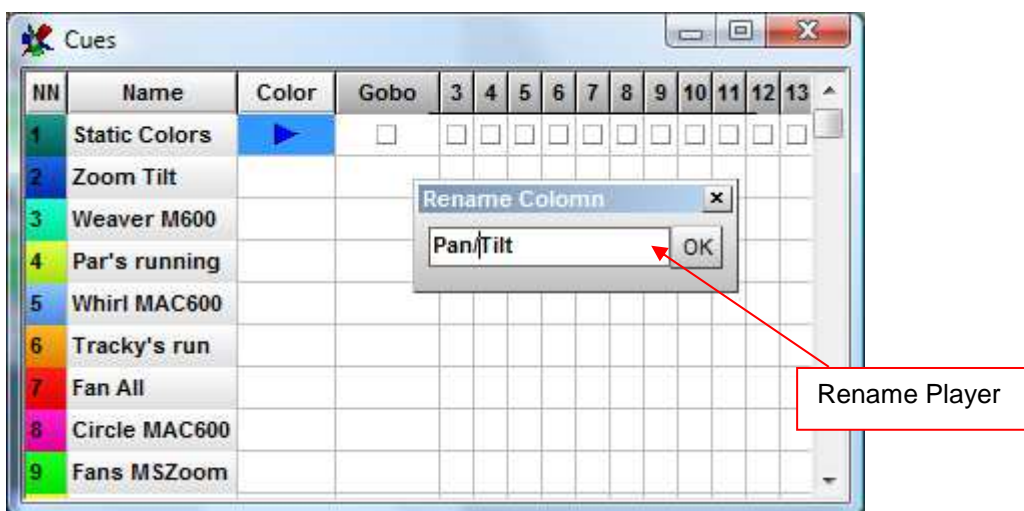 Cues
NN Name Color Gobo 3 4 5 6 7 8 9 10 11 12 13
1 Static Colors
2 Zoom Tilt
3 Weaver M600
Rename Colomn
Pan/Tilt OK
4 Par's running
5 Whirl MAC600
6 Tracky's run
7 Fan All
Rename Player
8 Circle MAC600
9 Fans MSZoom